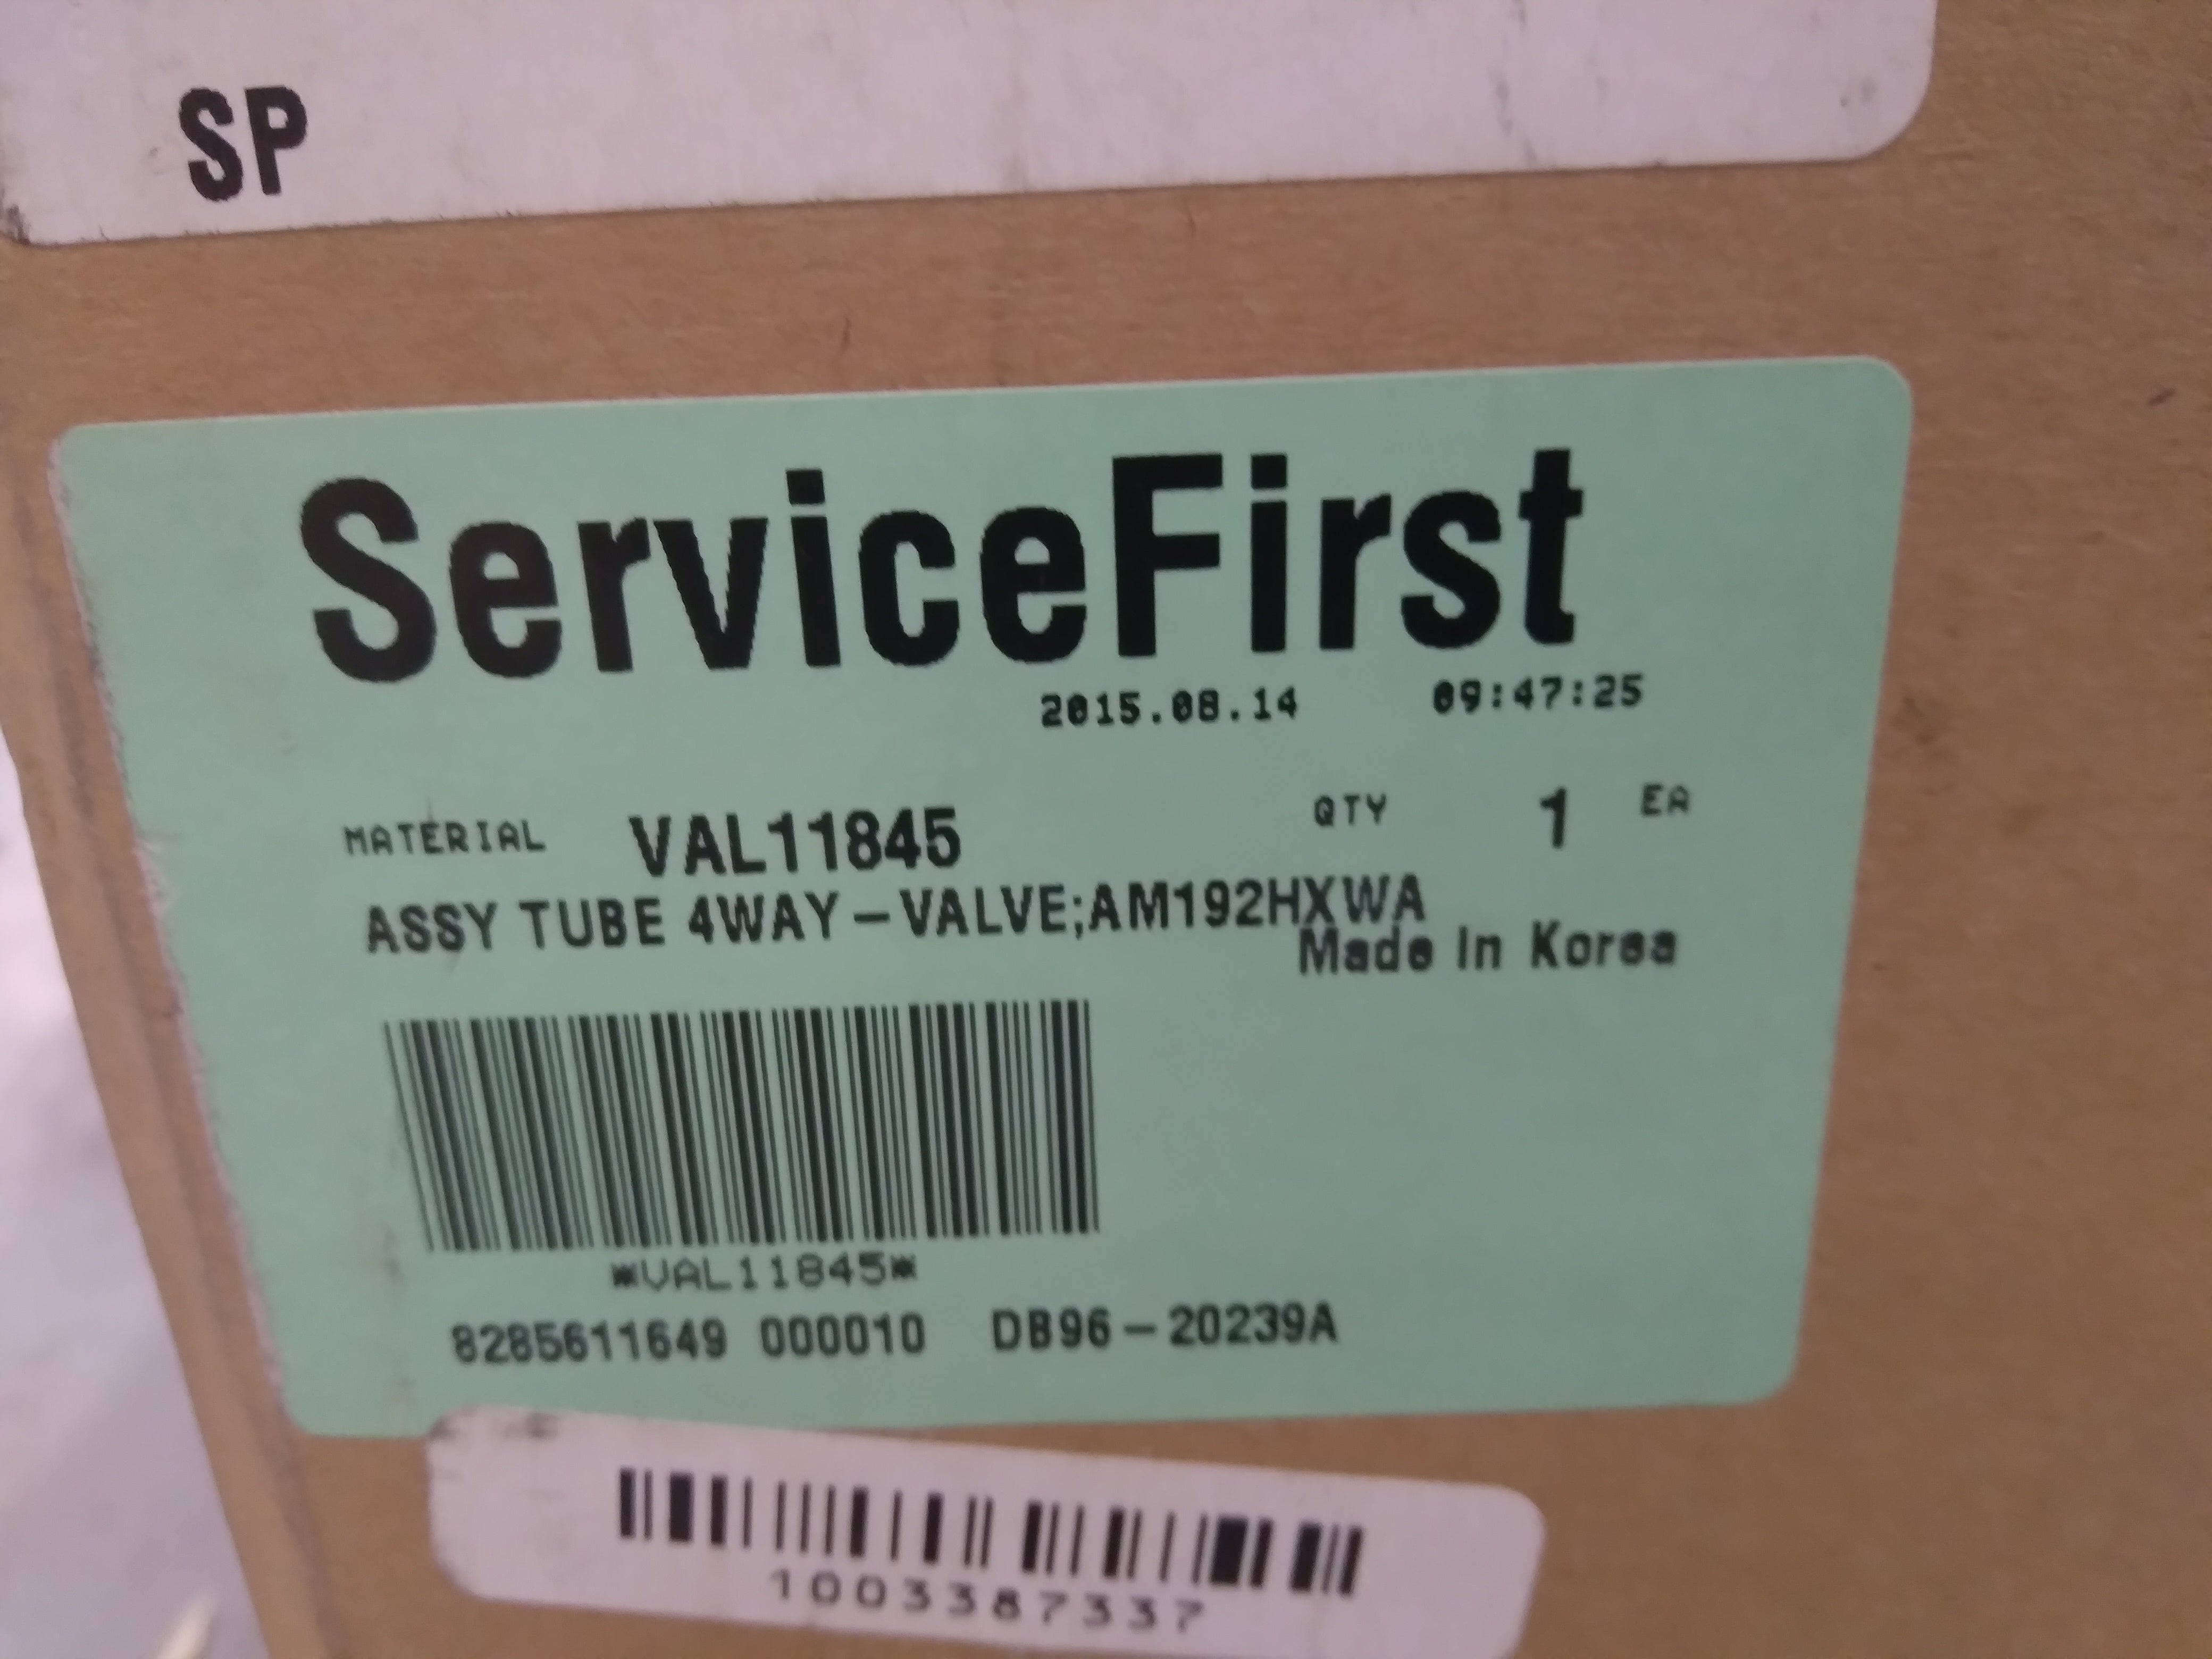 SP
ServiceFirst
2015.08.14 09:47:25
MATERIAL VAL11845 QTY 1 EA
ASSY TUBE 4WAY-VALVE;AM192HXWA
Made In Korea
*VAL11845*
8285611649 000010 DB96-20239A
1003387337